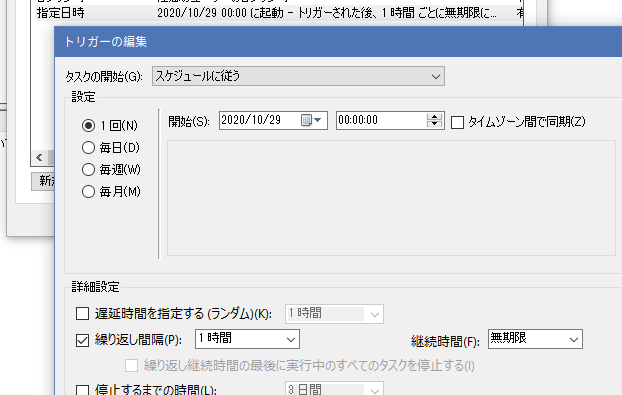 指定日時 2020/10/29 00:00 に起動 - トリガーされた後、1 時間 ごとに無期限に...
トリガーの編集
タスクの開始(G): スケジュールに従う
設定
1 回(N)
毎日(D)
毎週(W)
毎月(M)
開始(S): 2020/10/29 00:00:00 タイムゾーン間で同期(Z)
新
詳細設定
遅延時間を指定する (ランダム)(K): 1 時間
繰り返し間隔(P): 1 時間 継続時間(F): 無期限
繰り返し継続時間の最後に実行中のすべてのタスクを停止する(I)
停止するまでの時間(L): 3 日間